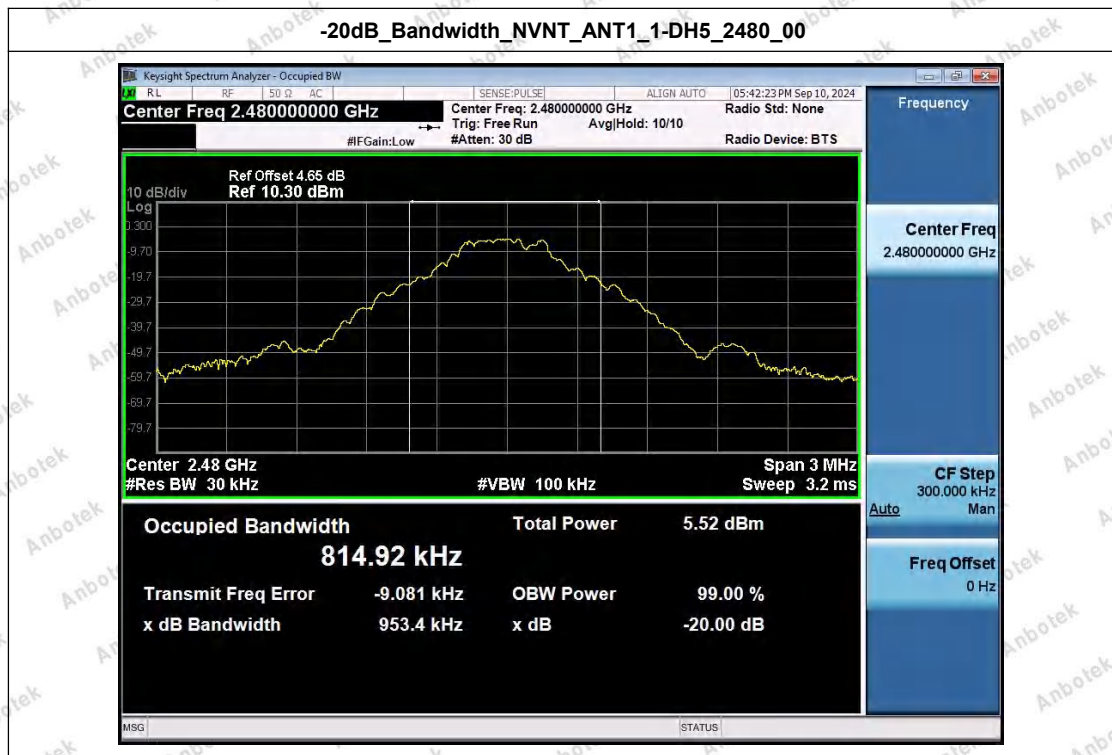 -20dB_Bandwidth_NVNT_ANT1_1-DH5_2480_00
Keysight Spectrum Analyzer - Occupied BW
LXI RL RF 50 Ω AC SENSE:PULSE ALIGN AUTO 05:42:23 PM Sep 10, 2024
Center Freq 2.480000000 GHz
Center Freq: 2.480000000 GHz Radio Std: None
Trig: Free Run Avg|Hold: 10/10
#IFGain:Low #Atten: 30 dB Radio Device: BTS
Ref Offset 4.65 dB
10 dB/div Ref 10.30 dBm
Log
0.300
-9.70
-19.7
-29.7
-39.7
-49.7
-59.7
-69.7
-79.7
Center 2.48 GHz Span 3 MHz
#Res BW 30 kHz #VBW 100 kHz Sweep 3.2 ms
Occupied Bandwidth Total Power 5.52 dBm
814.92 kHz
Transmit Freq Error -9.081 kHz OBW Power 99.00 %
x dB Bandwidth 953.4 kHz x dB -20.00 dB
MSG STATUS
Frequency
Center Freq
2.480000000 GHz
CF Step
300.000 kHz
Auto Man
Freq Offset
0 Hz
Anbotek